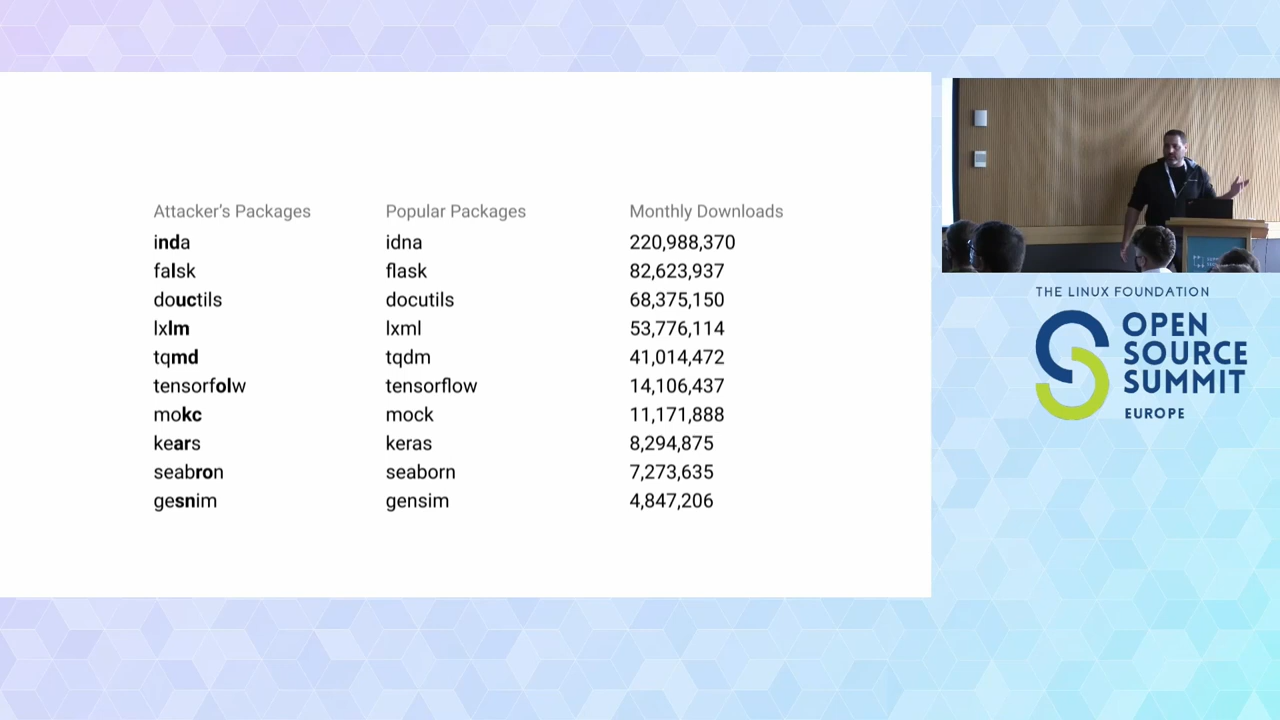 Attacker's Packages Popular Packages Monthly Downloads
inda idna 220,988,370
falsk flask 82,623,937
douctils docutils 68,375,150
lxlm lxml 53,776,114
tqmd tqdm 41,014,472
tensorfolw tensorflow 14,106,437
mokc mock 11,171,888
kears keras 8,294,875
seabron seaborn 7,273,635
gesnim gensim 4,847,206
THE LINUX FOUNDATION
OPEN
SOURCE
SUMMIT
EUROPE